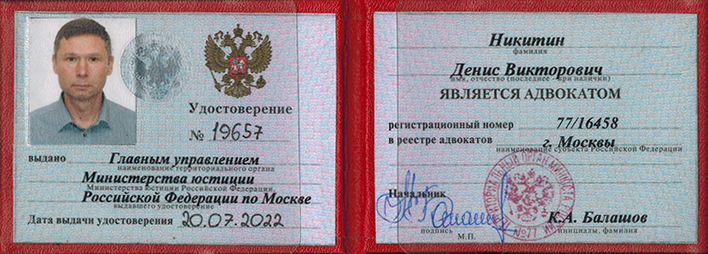 Удостоверение
№ 19657
выдано Главным управлением
наименование территориального органа
Министерства юстиции
Министерства юстиции Российской Федерации,
Российской Федерации по Москве
выдавшего удостоверение
Дата выдачи удостоверения 20.07.2022
Никитин
фамилия
Денис Викторович
имя, отчество (последнее - при наличии)
ЯВЛЯЕТСЯ АДВОКАТОМ
регистрационный номер 77/16458
в реестре адвокатов г. Москвы
наименование субъекта Российской Федерации
Начальник
К.А. Балашов
подпись инициалы, фамилия
М.П.